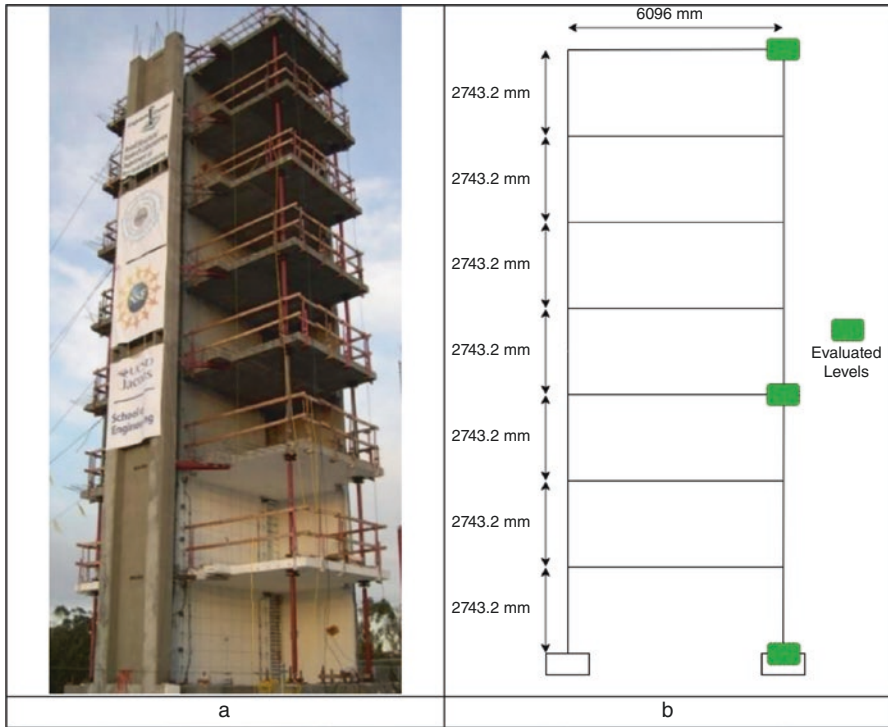 Jacobs
School of
Engineering
6096 mm
2743.2 mm
2743.2 mm
2743.2 mm
2743.2 mm
2743.2 mm
2743.2 mm
2743.2 mm
Evaluated
Levels
a
b